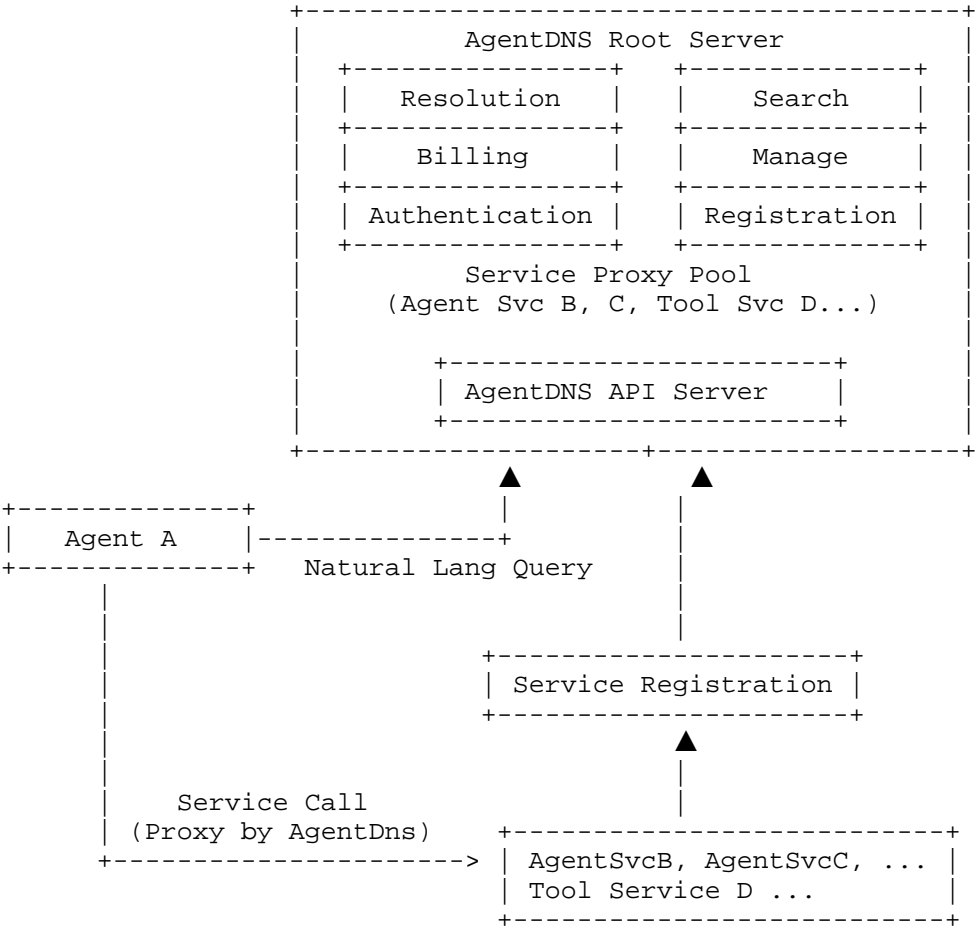 AgentDNS Root Server
Resolution Search
Billing Manage
Authentication Registration
Service Proxy Pool
(Agent Svc B, C, Tool Svc D...)
AgentDNS API Server
Agent A
Natural Lang Query
Service Registration
Service Call
(Proxy by AgentDns)
AgentSvcB, AgentSvcC, ...
Tool Service D ...